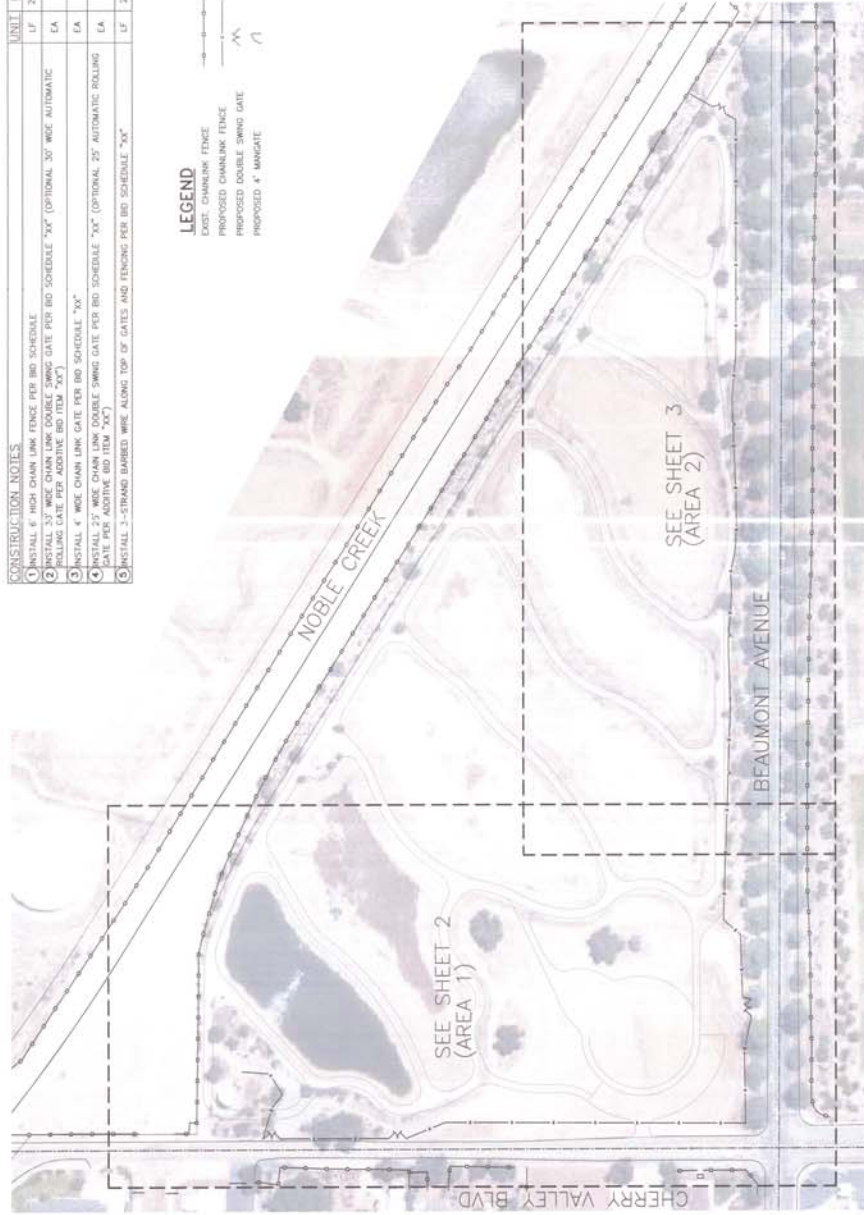 CONSTRUCTION NOTES UNIT
1 INSTALL 6' HIGH CHAIN LINK FENCE PER BID SCHEDULE LF 2
2 INSTALL 33' WIDE CHAIN LINK DOUBLE SWING GATE PER BID SCHEDULE "XX" (OPTIONAL 30' WIDE AUTOMATIC EA
ROLLING GATE PER ADDITIVE BID ITEM "XX")
3 INSTALL 4' WIDE CHAIN LINK GATE PER BID SCHEDULE "XX" EA
4 INSTALL 25' WIDE CHAIN LINK DOUBLE SWING GATE PER BID SCHEDULE "XX" (OPTIONAL 25' AUTOMATIC ROLLING EA
GATE PER ADDITIVE BID ITEM "XX")
5 INSTALL 3-STRAND BARBED WIRE ALONG TOP OF GATES AND FENCING PER BID SCHEDULE "XX" LF 2
LEGEND
EXIST. CHAINLINK FENCE
PROPOSED CHAINLINK FENCE
PROPOSED DOUBLE SWING GATE
PROPOSED 4' MANGATE
NOBLE CREEK
SEE SHEET 2
(AREA 1)
SEE SHEET 3
(AREA 2)
BEAUMONT AVENUE
CHERRY VALLEY BLVD